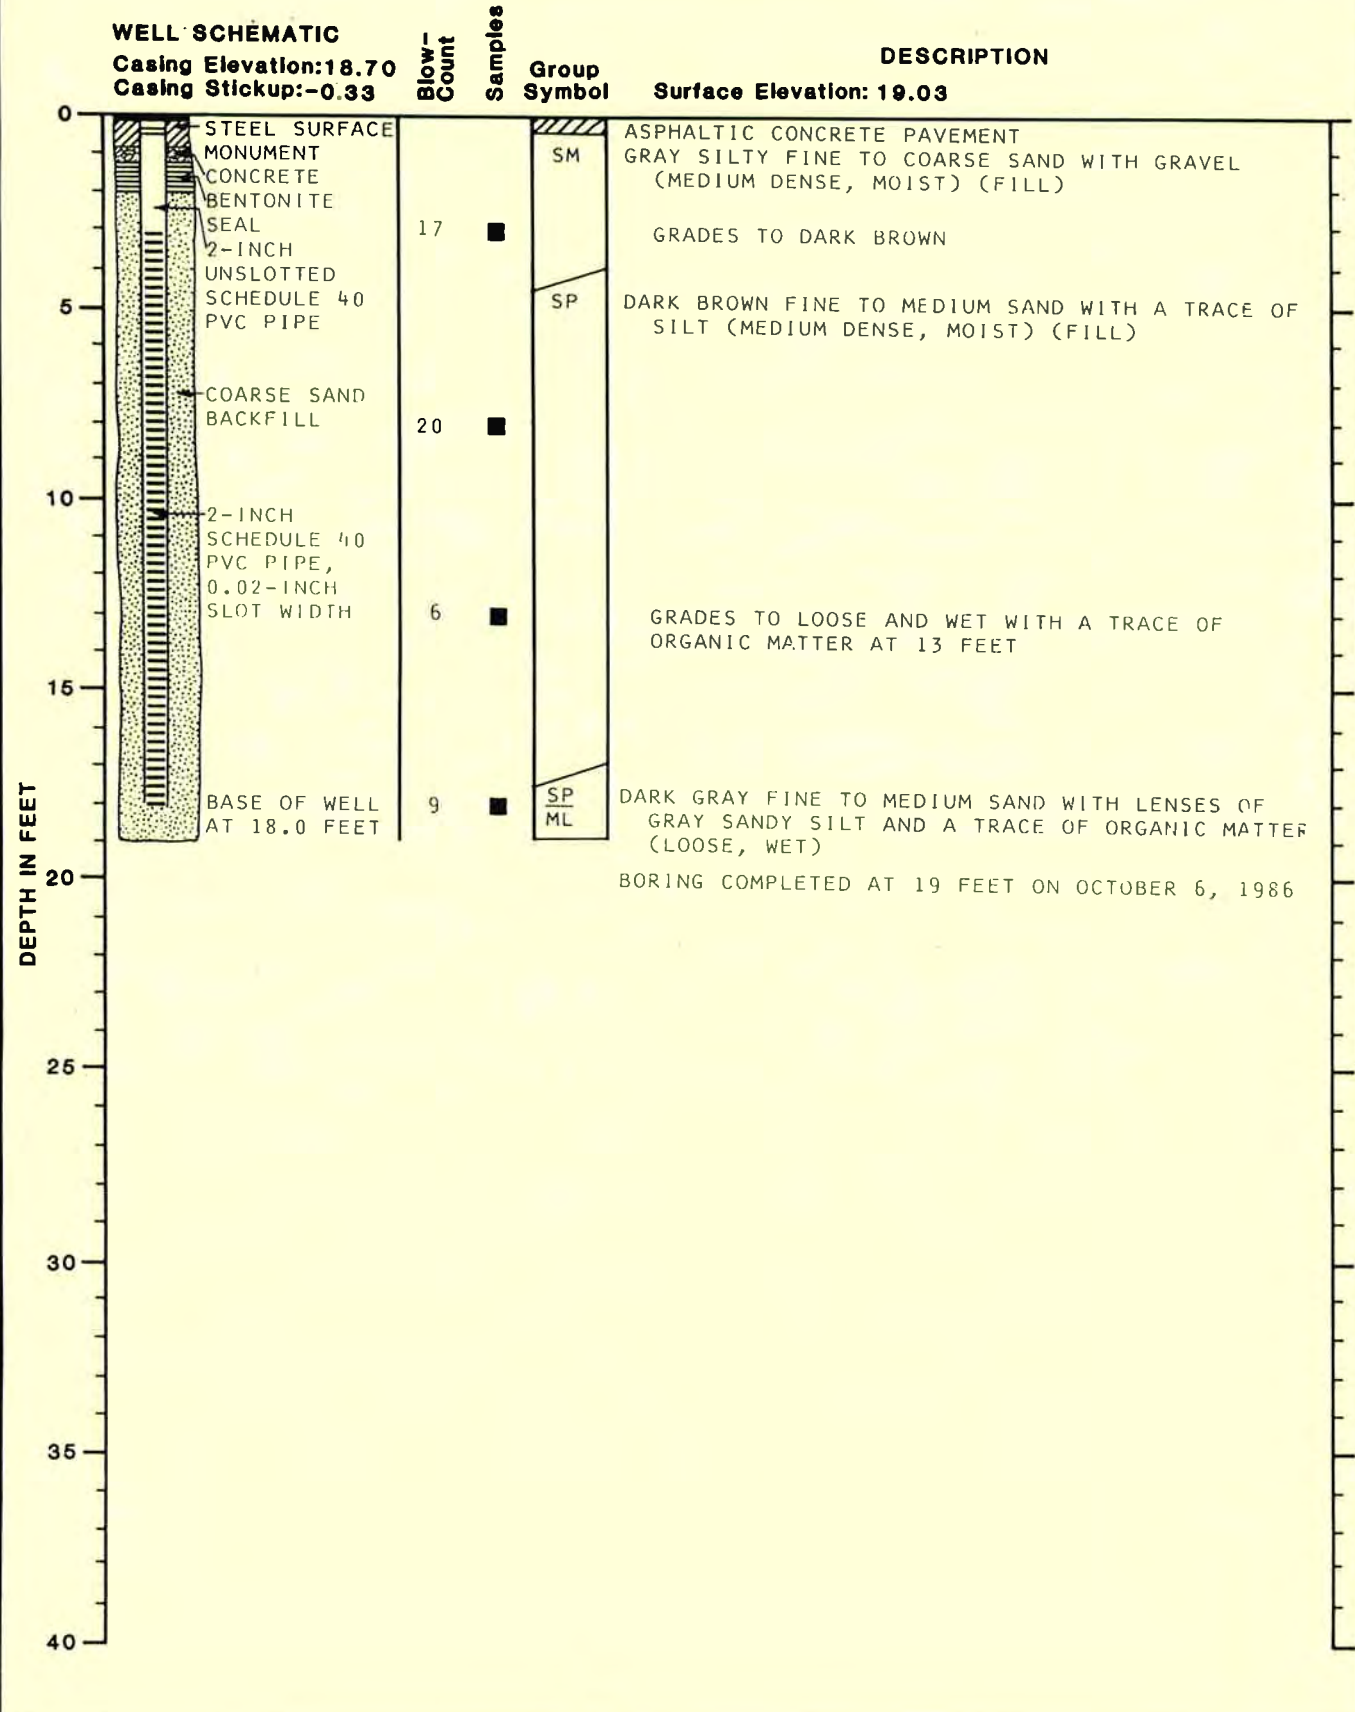 WELL SCHEMATIC
Casing Elevation:18.70
Casing Stickup:-0.33
Blow-
Count
Samples
Group
Symbol
DESCRIPTION
Surface Elevation: 19.03
DEPTH IN FEET
0
5
10
15
20
25
30
35
40
STEEL SURFACE
MONUMENT
CONCRETE
BENTONITE
SEAL
2-INCH
UNSLOTTED
SCHEDULE 40
PVC PIPE
COARSE SAND
BACKFILL
2-INCH
SCHEDULE 40
PVC PIPE,
0.02-INCH
SLOT WIDTH
BASE OF WELL
AT 18.0 FEET
17
20
6
9
SM
SP
SP
ML
ASPHALTIC CONCRETE PAVEMENT
GRAY SILTY FINE TO COARSE SAND WITH GRAVEL
(MEDIUM DENSE, MOIST) (FILL)
GRADES TO DARK BROWN
DARK BROWN FINE TO MEDIUM SAND WITH A TRACE OF
SILT (MEDIUM DENSE, MOIST) (FILL)
GRADES TO LOOSE AND WET WITH A TRACE OF
ORGANIC MATTER AT 13 FEET
DARK GRAY FINE TO MEDIUM SAND WITH LENSES OF
GRAY SANDY SILT AND A TRACE OF ORGANIC MATTER
(LOOSE, WET)
BORING COMPLETED AT 19 FEET ON OCTOBER 6, 1986